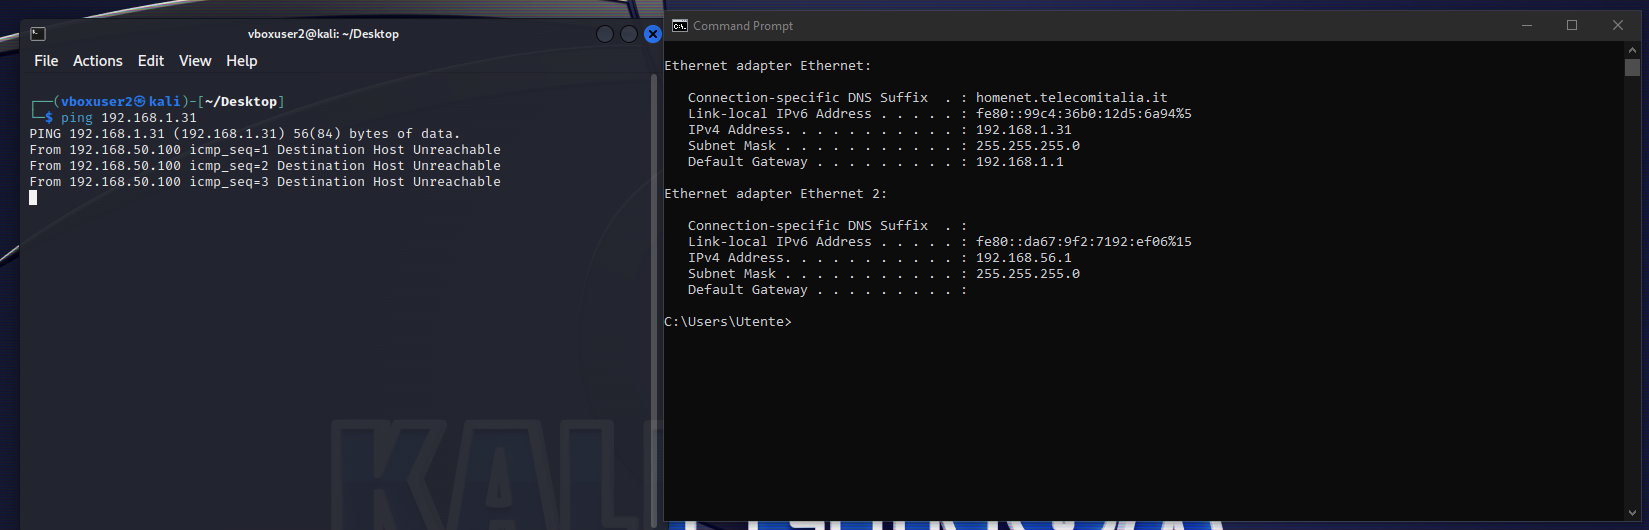 vboxuser2@kali: ~/Desktop
File Actions Edit View Help
┌──(vboxuser2㉿kali)-[~/Desktop]
└─$ ping 192.168.1.31
PING 192.168.1.31 (192.168.1.31) 56(84) bytes of data.
From 192.168.50.100 icmp_seq=1 Destination Host Unreachable
From 192.168.50.100 icmp_seq=2 Destination Host Unreachable
From 192.168.50.100 icmp_seq=3 Destination Host Unreachable
Command Prompt
Ethernet adapter Ethernet:
Connection-specific DNS Suffix . : homenet.telecomitalia.it
Link-local IPv6 Address . . . . . : fe80::99c4:36b0:12d5:6a94%5
IPv4 Address. . . . . . . . . . . : 192.168.1.31
Subnet Mask . . . . . . . . . . . : 255.255.255.0
Default Gateway . . . . . . . . . : 192.168.1.1
Ethernet adapter Ethernet 2:
Connection-specific DNS Suffix . :
Link-local IPv6 Address . . . . . : fe80::da67:9f2:7192:ef06%15
IPv4 Address. . . . . . . . . . . : 192.168.56.1
Subnet Mask . . . . . . . . . . . : 255.255.255.0
Default Gateway . . . . . . . . . :
C:\Users\Utente>
KALI